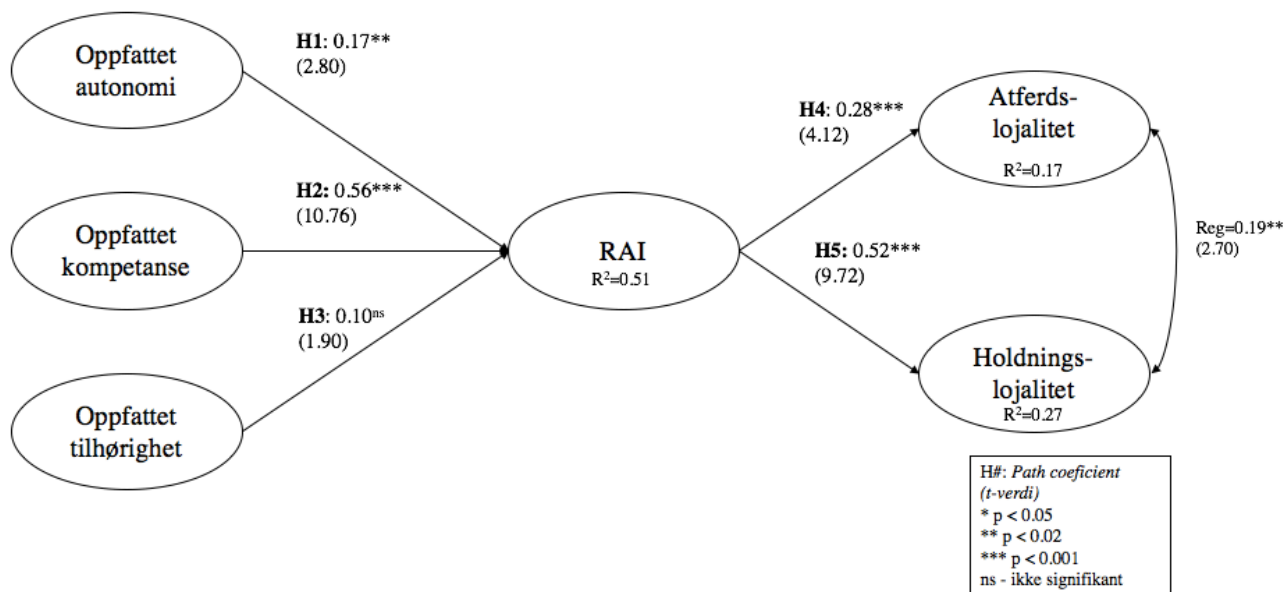 Oppfattet
autonomi
H1: 0.17**
(2.80)
Oppfattet
kompetanse
H2: 0.56***
(10.76)
Oppfattet
tilhørighet
H3: 0.10ns
(1.90)
RAI
R²=0.51
H4: 0.28***
(4.12)
H5: 0.52***
(9.72)
Atferds-
lojalitet
R²=0.17
Holdnings-
lojalitet
R²=0.27
Reg=0.19**
(2.70)
H#: Path coeficient
(t-verdi)
* p < 0.05
** p < 0.02
*** p < 0.001
ns - ikke signifikant